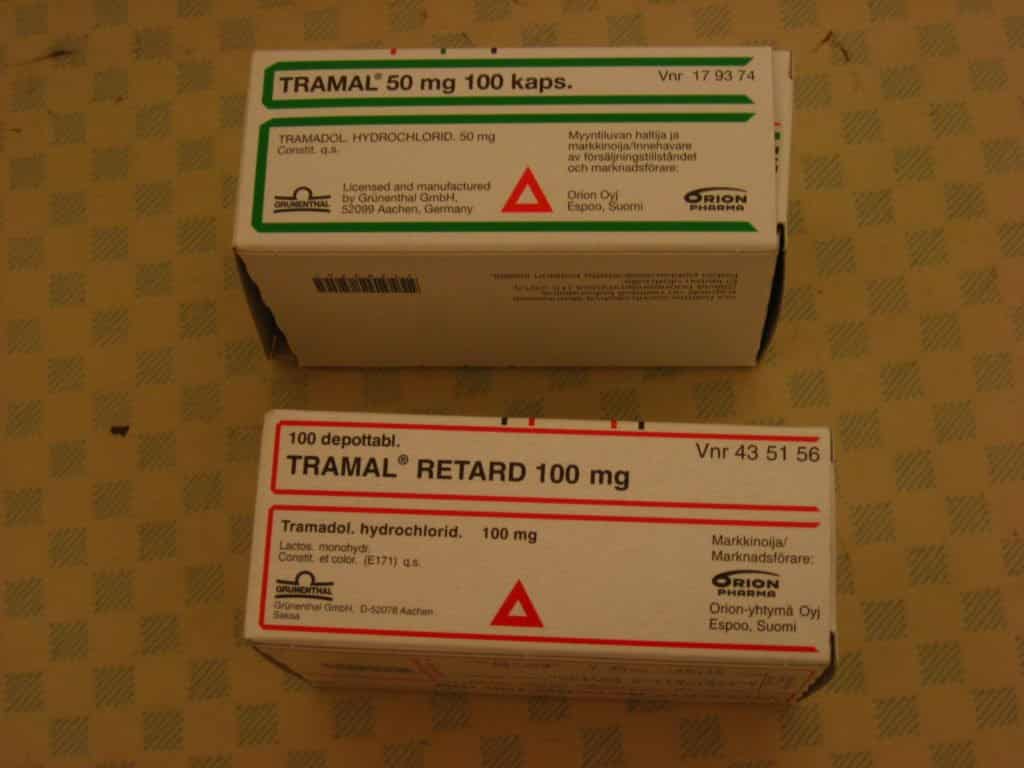 TRAMAL® 50 mg 100 kaps.
Vnr 17 93 74
TRAMADOL. HYDROCHLORID. 50 mg
Constit. q.s.
Myyntiluvan haltija ja
markkinoija/Innehavare
av försäljningstillståndet
och marknadsförare:
GRÜNENTHAL
Licensed and manufactured
by Grünenthal GmbH,
52099 Aachen, Germany
Orion Oyj
Espoo, Suomi
ORION
PHARMA
100 depottabl.
TRAMAL® RETARD 100 mg
Vnr 43 51 56
Tramadol. hydrochlorid. 100 mg
Lactos. monohydr.
Constit. et color. (E171) q.s.
GRÜNENTHAL
Grünenthal GmbH, D-52078 Aachen
Saksa
Markkinoija/
Marknadsförare:
ORION
PHARMA
Orion-yhtymä Oyj
Espoo, Suomi